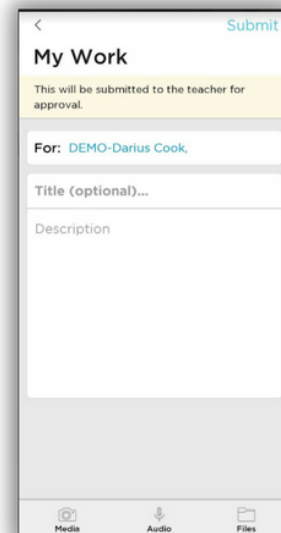 Submit
My Work
This will be submitted to the teacher for
approval.
For: DEMO-Darius Cook,
Title (optional)...
Description
Media Audio Files